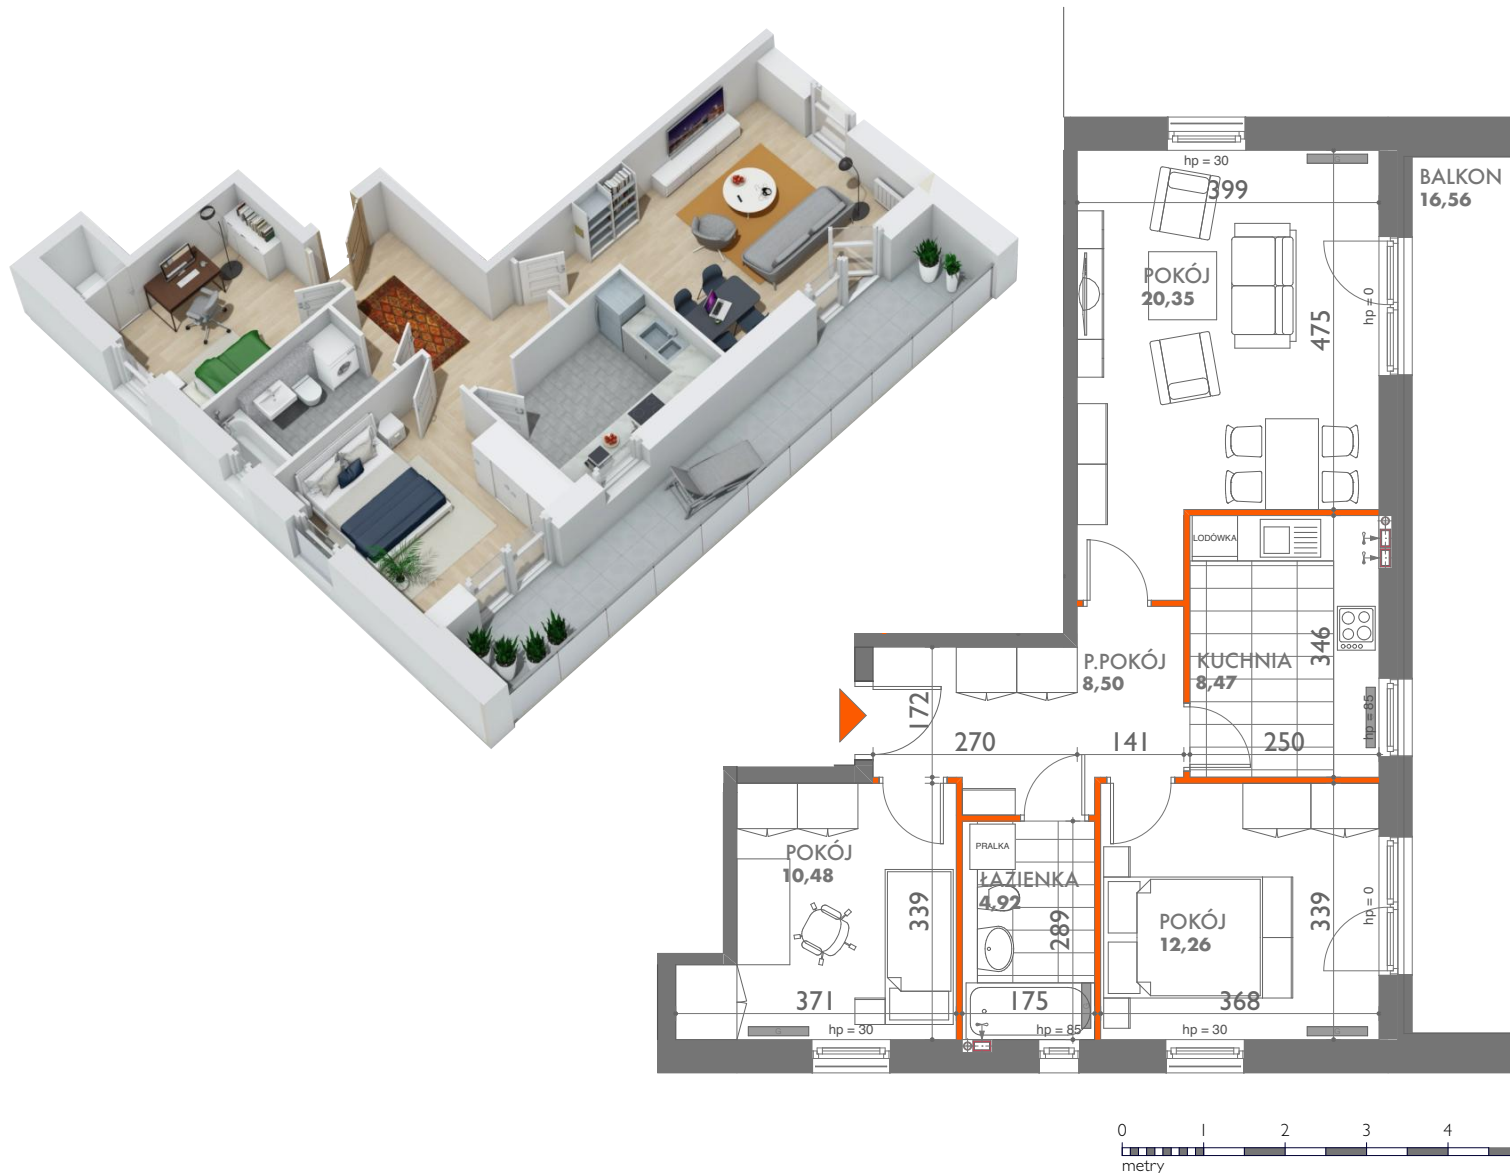 hp = 30
399
BALKON
16,56
POKÓJ
20,35
hp = 0
475
LODÓWKA
346
P.POKÓJ
8,50
KUCHNIA
8,47
172
270
141
250
hp = 85
POKÓJ
10,48
339
PRALKA
ŁAZIENKA
4,92
289
POKÓJ
12,26
339
hp = 0
371
175
368
hp = 30
hp = 85
hp = 30
0 1 2 3 4
metry